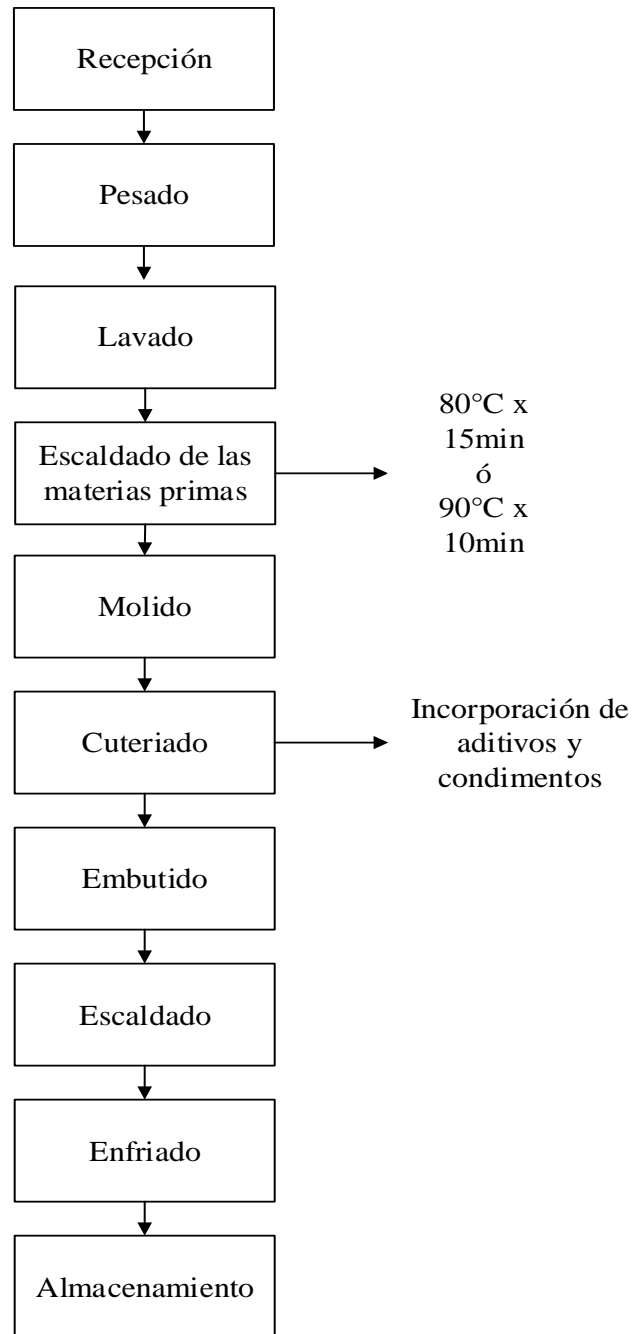 Recepción
Pesado
Lavado
Escaldado de las
materias primas
80°C x
15min
ó
90°C x
10min
Molido
Cuteriado
Incorporación de
aditivos y
condimentos
Embutido
Escaldado
Enfriado
Almacenamiento